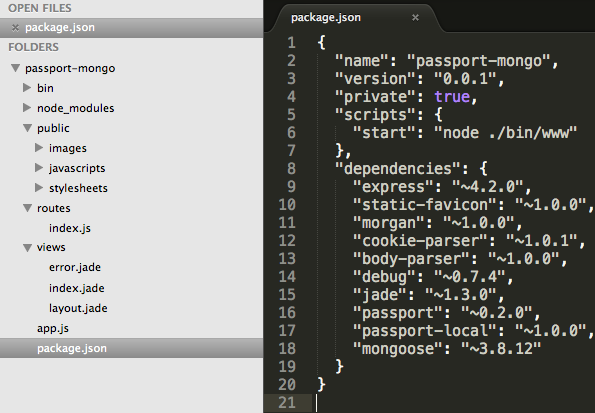 OPEN FILES
package.json
FOLDERS
passport-mongo
bin
node_modules
public
images
javascripts
stylesheets
routes
index.js
views
error.jade
index.jade
layout.jade
app.js
package.json
package.json
1 {
2 "name": "passport-mongo",
3 "version": "0.0.1",
4 "private": true,
5 "scripts": {
6 "start": "node ./bin/www"
7 },
8 "dependencies": {
9 "express": "~4.2.0",
10 "static-favicon": "~1.0.0",
11 "morgan": "~1.0.0",
12 "cookie-parser": "~1.0.1",
13 "body-parser": "~1.0.0",
14 "debug": "~0.7.4",
15 "jade": "~1.3.0",
16 "passport": "~0.2.0",
17 "passport-local": "~1.0.0",
18 "mongoose": "~3.8.12"
19 }
20 }
21